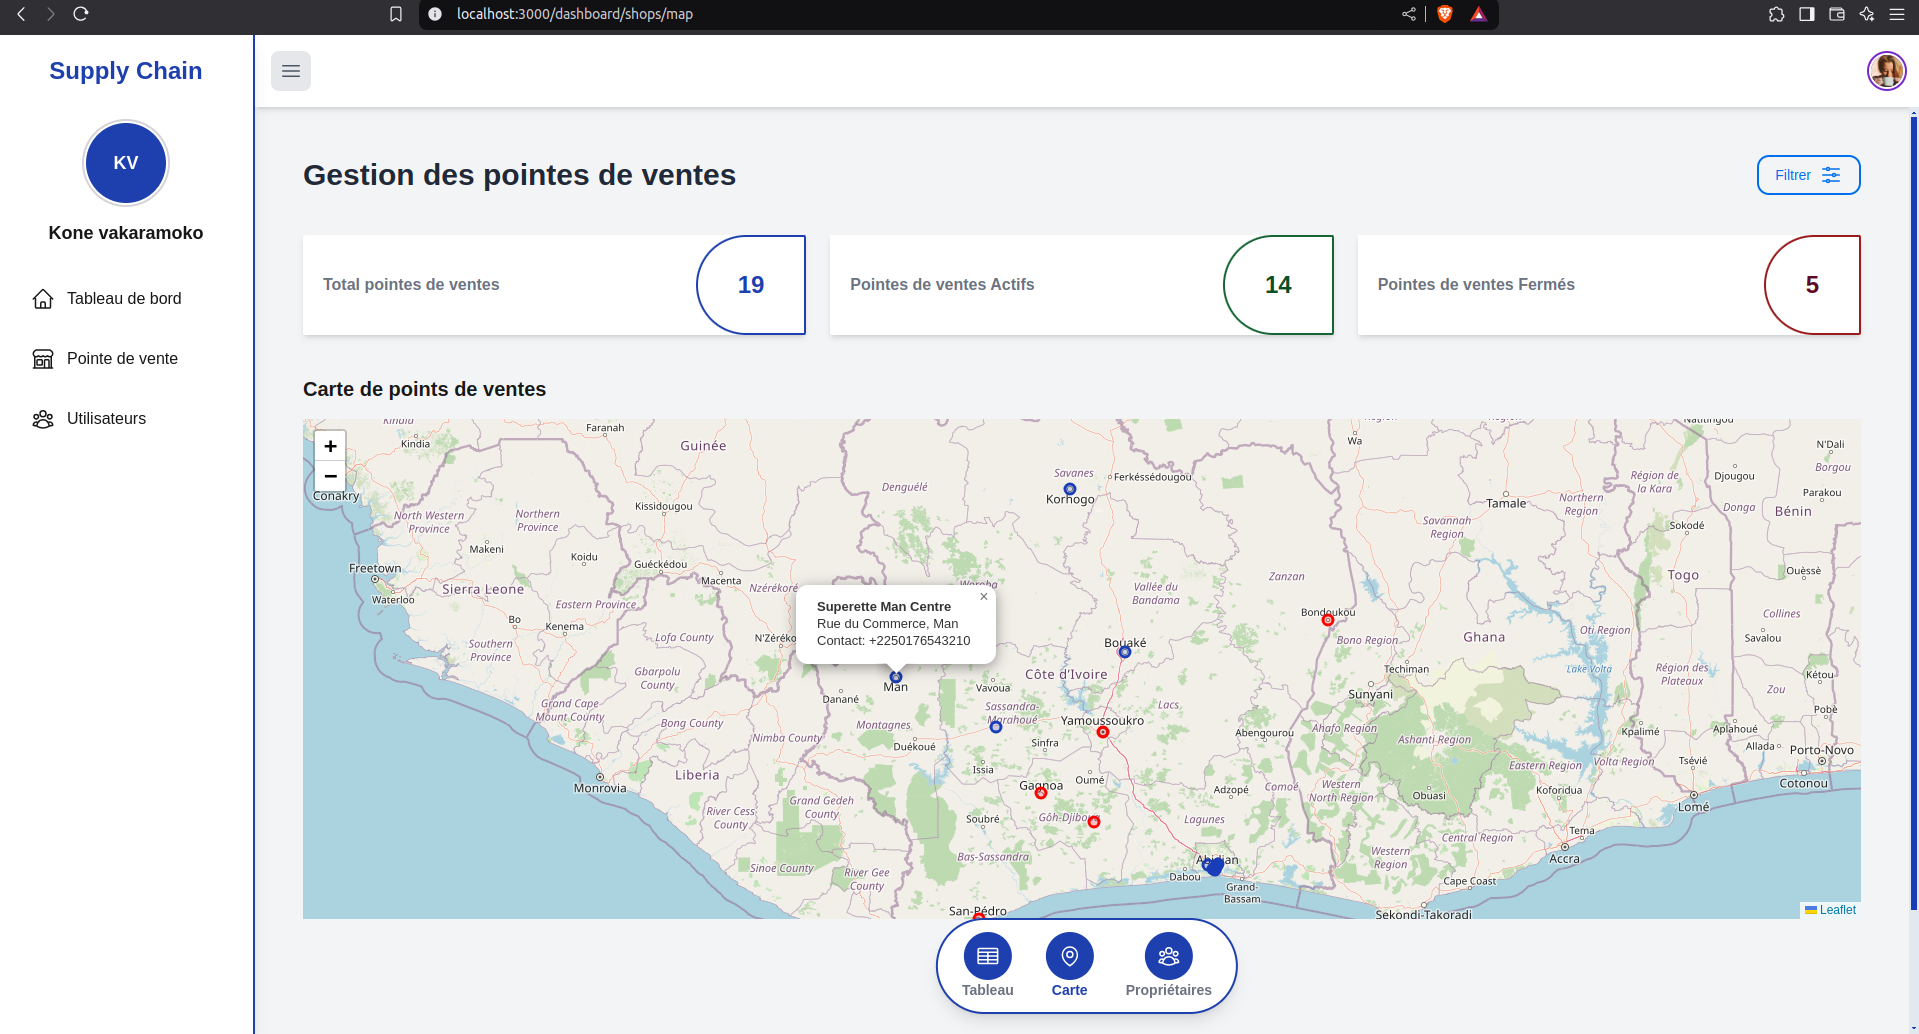 localhost:3000/dashboard/shops/map
Supply Chain
KV
Kone vakaramoko
Tableau de bord
Pointe de vente
Utilisateurs
Gestion des pointes de ventes
Filtrer
Total pointes de ventes
19
Pointes de ventes Actifs
14
Pointes de ventes Fermés
5
Carte de points de ventes
+
−
Kindia
Kindia
Faranah
Guinée
Conakry
North Western
Province
Northern
Province
Kissidougou
Makeni
Koidu
Guéckédou
Macenta
Freetown
Waterloo
Sierra Leone
Eastern Province
Bo
Kenema
Southern
Province
Lofa County
Gbarpolu
County
Grand Cape
Mount County
Bong County
Nimba County
Monrovia
Liberia
River Cess
County
Grand Gedeh
County
Sinoe County
River Gee
County
Denguélé
Savanes
Ferkéssédougou
Korhogo
Superette Man Centre
Rue du Commerce, Man
Contact: +2250176543210
×
Man
Danané
Montagnes
Duékoué
Vavoua
Côte d'Ivoire
Sassandra-
Marahoué
Vallée du
Bandama
Bouaké
Yamoussoukro
Lacs
Sinfra
Issia
Gagnoa
Oumé
Soubré
Gôh-Djiboua
Bas-Sassandra
San-Pédro
Zanzan
Bondoukou
Abengourou
Adzopé
Comoé
Lagunes
Abidjan
Dabou
Grand-
Bassam
Wa
Tamale
Northern
Region
Savannah
Region
Bono Region
Ghana
Oti Region
Techiman
Sunyani
Lake Volta
Ahafo Region
Ashanti Region
Eastern Region
Volta Region
Western
North Region
Obuasi
Koforidua
Central Region
Western
Region
Tema
Accra
Cape Coast
Sekondi-Takoradi
Natitingou
N'Dali
Borgou
Région de
la Kara
Djougou
Parakou
Donga
Bénin
Sokodé
Togo
Ouèssè
Collines
Savalou
Région des
Plateaux
Zou
Kétou
Pobè
Kpalimé
Aplahoué
Allada
Porto-Novo
Tsévié
Cotonou
Lomé
Leaflet
Tableau
Carte
Propriétaires